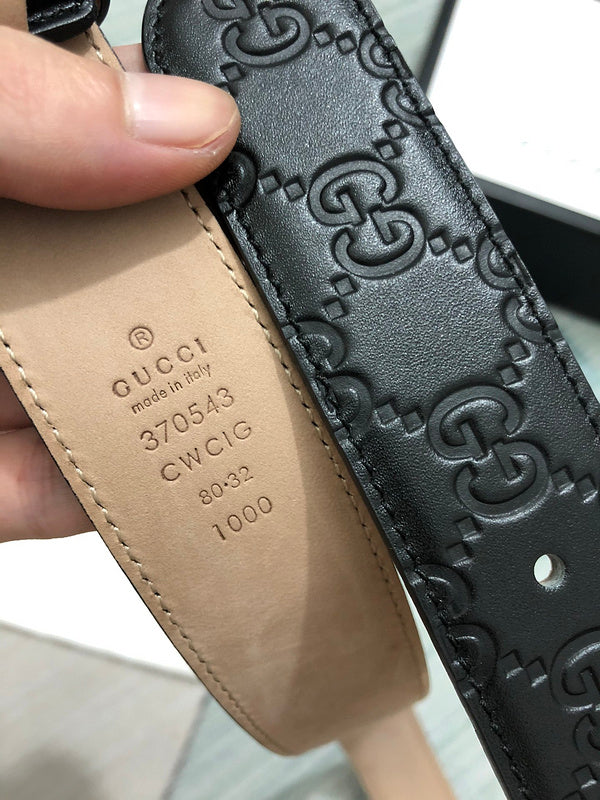 ®
GUCCI
made in italy
370543
CWCIG
80·32
1000